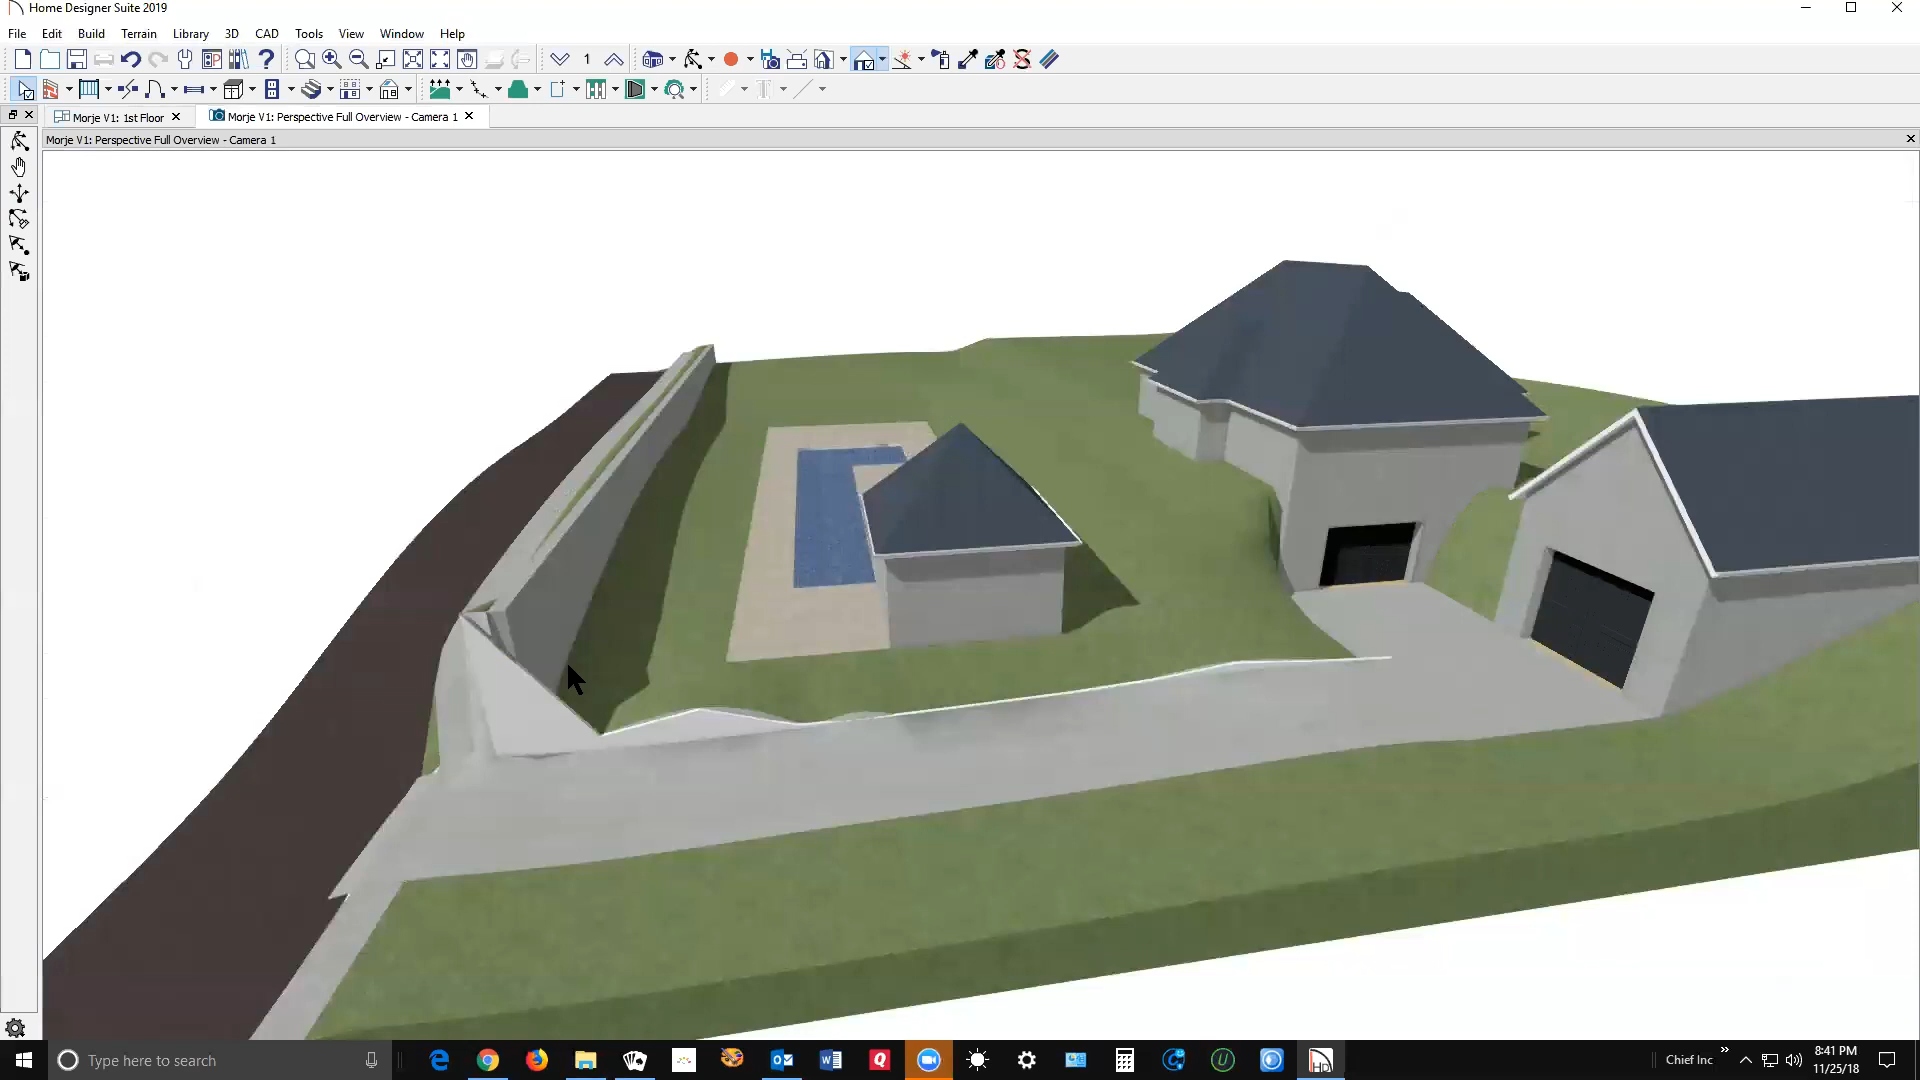 Home Designer Suite 2019
File Edit Build Terrain Library 3D CAD Tools View Window Help
1
Morje V1: 1st Floor
Morje V1: Perspective Full Overview - Camera 1
Morje V1: Perspective Full Overview - Camera 1
Type here to search
Chief Inc
8:41 PM
11/25/18